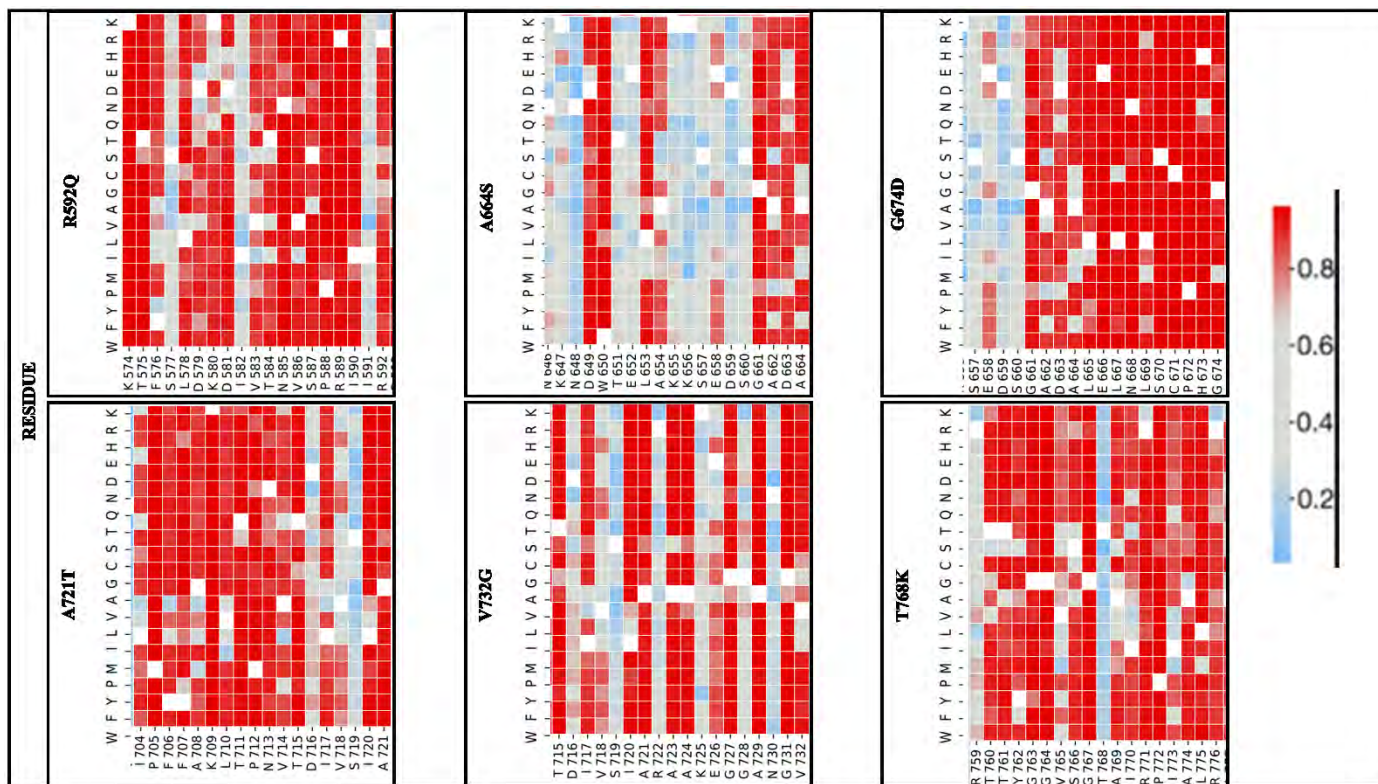 RESIDUE
R592Q
W F Y P M I L V A G C S T Q N D E H R K
K 574
T 575
F 576
S 577
L 578
D 579
K 580
D 581
I 582
V 583
T 584
N 585
V 586
S 587
P 588
R 589
I 590
I 591
R 592
A664S
W F Y P M I L V A G C S T Q N D E H R K
N 646
K 647
N 648
D 649
W 650
T 651
E 652
L 653
A 654
K 655
K 656
S 657
E 658
D 659
S 660
G 661
A 662
D 663
A 664
G674D
W F Y P M I L V A G C S T Q N D E H R K
S 657
E 658
D 659
S 660
G 661
A 662
D 663
A 664
L 665
E 666
L 667
N 668
L 669
S 670
C 671
P 672
H 673
G 674
A721T
W F Y P M I L V A G C S T Q N D E H R K
I 704
P 705
F 706
F 707
A 708
K 709
L 710
T 711
P 712
N 713
V 714
T 715
D 716
I 717
V 718
S 719
I 720
A 721
V732G
W F Y P M I L V A G C S T Q N D E H R K
T 715
D 716
I 717
V 718
S 719
I 720
A 721
R 722
A 723
A 724
K 725
E 726
G 727
G 728
A 729
N 730
G 731
V 732
T768K
W F Y P M I L V A G C S T Q N D E H R K
R 759
T 760
T 761
Y 762
G 763
G 764
V 765
S 766
G 767
T 768
A 769
I 770
R 771
P 772
I 773
A 774
L 775
R 776
0.8
0.6
0.4
0.2